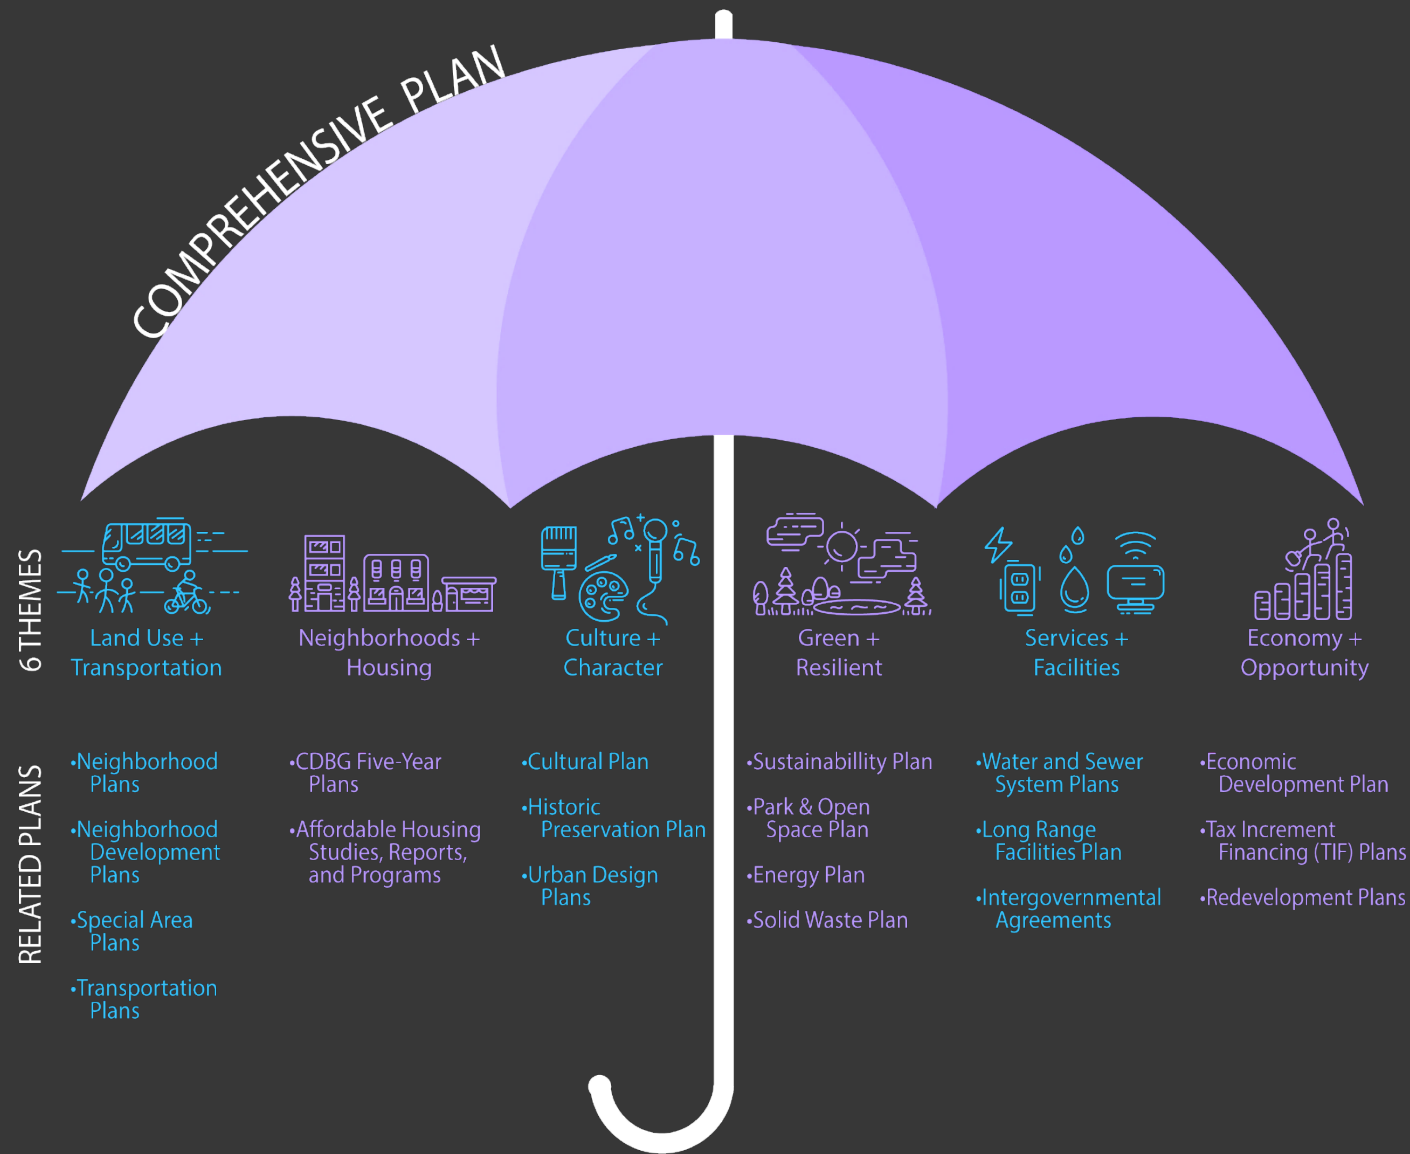 COMPREHENSIVE PLAN
6 THEMES
Land Use +
Transportation
Neighborhoods +
Housing
Culture +
Character
Green +
Resilient
Services +
Facilities
Economy +
Opportunity
RELATED PLANS
•Neighborhood
Plans
•Neighborhood
Development
Plans
•Special Area
Plans
•Transportation
Plans
•CDBG Five-Year
Plans
•Affordable Housing
Studies, Reports,
and Programs
•Cultural Plan
•Historic
Preservation Plan
•Urban Design
Plans
•Sustainabillity Plan
•Park & Open
Space Plan
•Energy Plan
•Solid Waste Plan
•Water and Sewer
System Plans
•Long Range
Facilities Plan
•Intergovernmental
Agreements
•Economic
Development Plan
•Tax Increment
Financing (TIF) Plans
•Redevelopment Plans